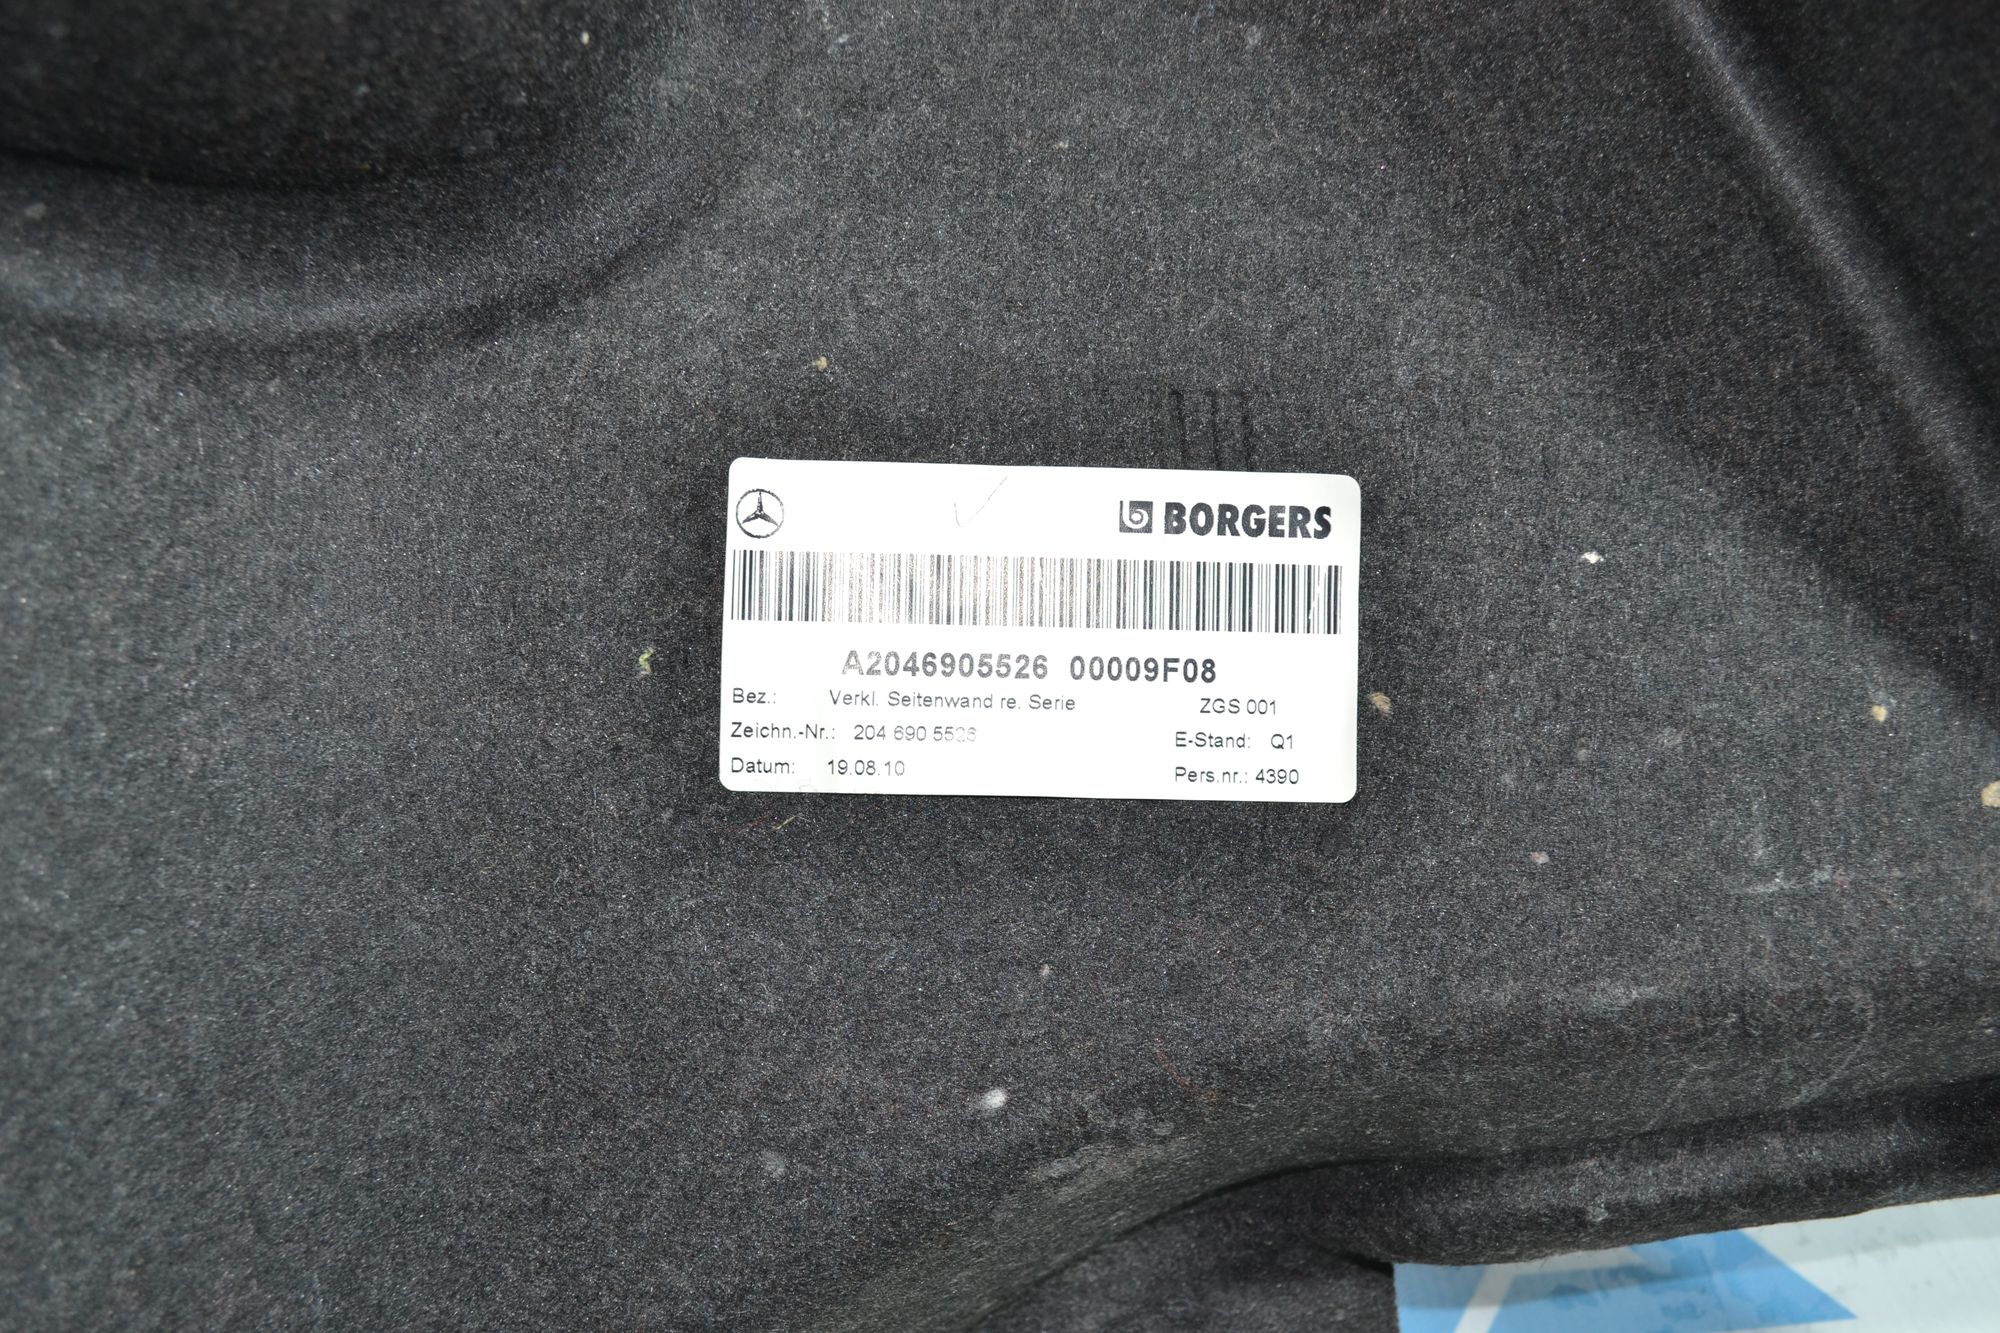 BORGERS
A2046905526 00009F08
Bez.: Verkl. Seitenwand re. Serie ZGS 001
Zeichn.-Nr.: 204 690 5526 E-Stand: Q1
Datum: 19.08.10 Pers.nr.: 4390